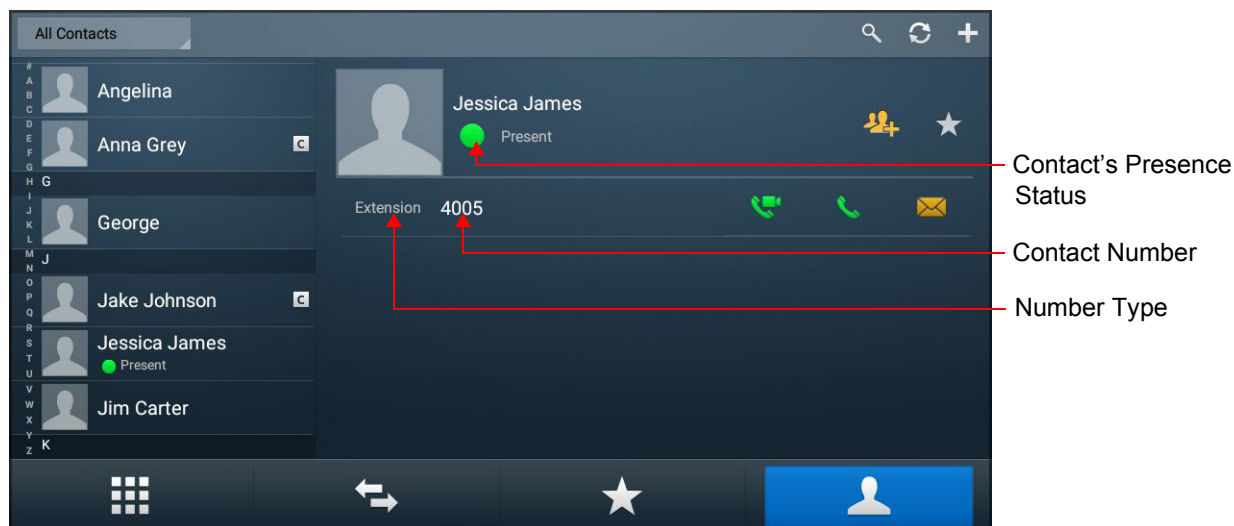 All Contacts
#
A
B
C
D
E
F
G
H
I
J
K
L
M
N
O
P
Q
R
S
T
U
V
W
X
Y
Z
Angelina
Anna Grey C
G
George
J
Jake Johnson C
Jessica James
Present
Jim Carter
K
Jessica James
Present
Extension 4005
Contact's Presence
Status
Contact Number
Number Type